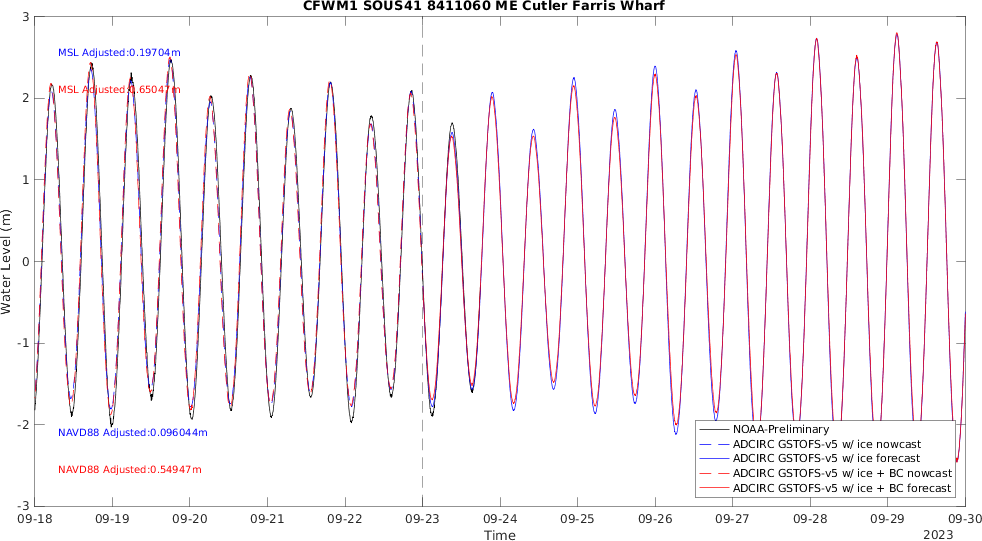 CFWM1 SOUS41 8411060 ME Cutler Farris Wharf
3
2
1
0
-1
-2
-3
Water Level (m)
MSL Adjusted:0.19704m
MSL Adjusted:0.65047m
NAVD88 Adjusted:0.096044m
NAVD88 Adjusted:0.54947m
NOAA-Preliminary
ADCIRC GSTOFS-v5 w/ ice nowcast
ADCIRC GSTOFS-v5 w/ ice forecast
ADCIRC GSTOFS-v5 w/ ice + BC nowcast
ADCIRC GSTOFS-v5 w/ ice + BC forecast
09-18 09-19 09-20 09-21 09-22 09-23 09-24 09-25 09-26 09-27 09-28 09-29 09-30
Time
2023